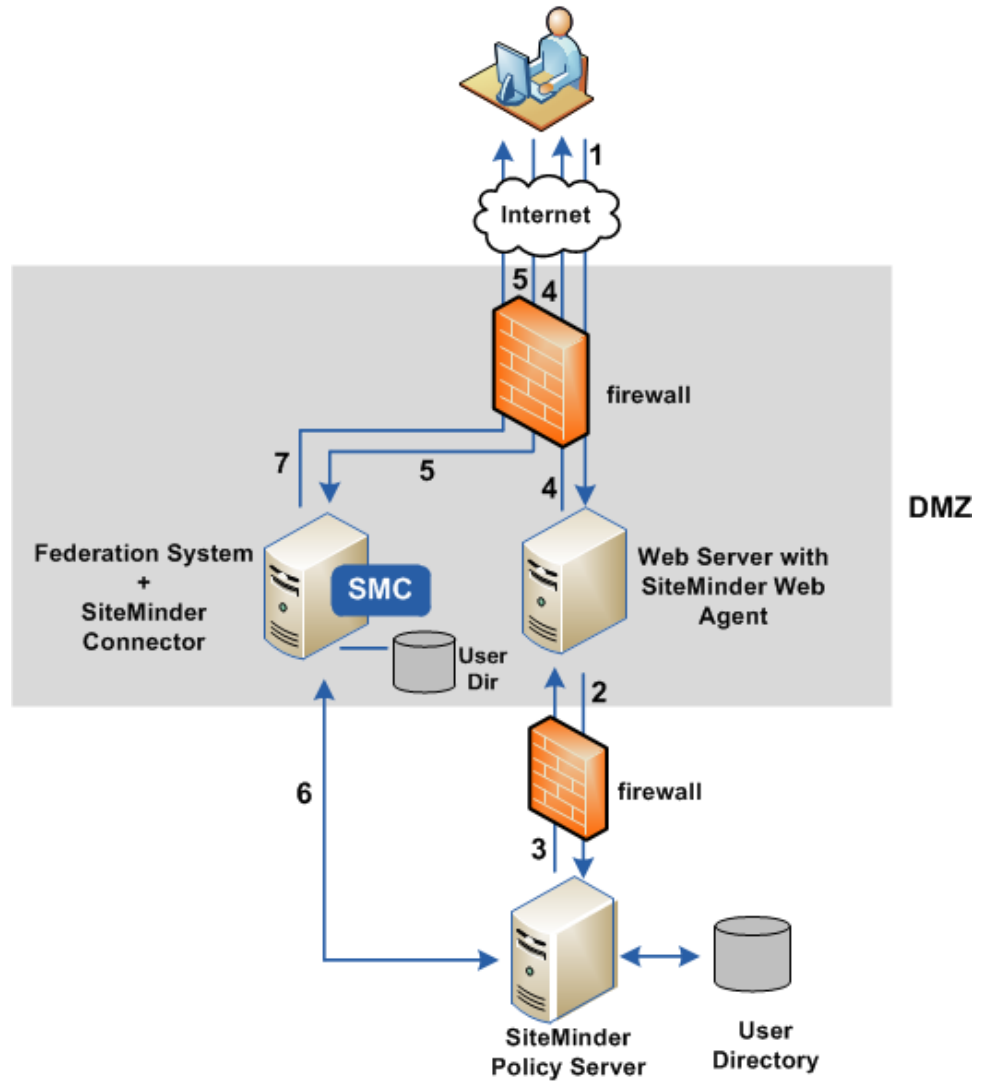 1
Internet
5
4
firewall
7
5
4
DMZ
Federation System
+
SiteMinder
Connector
SMC
Web Server with
SiteMinder Web
Agent
User
Dir
2
6
firewall
3
SiteMinder
Policy Server
User
Directory